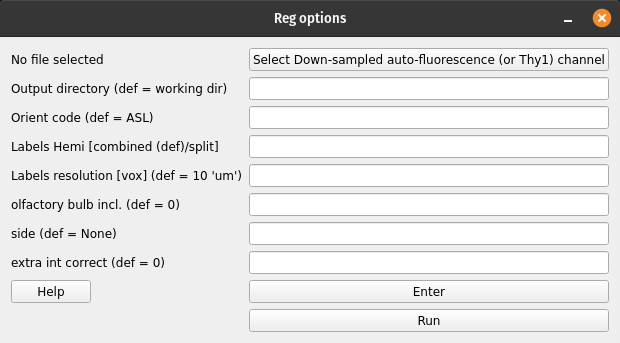 Reg options
No file selected
Select Down-sampled auto-fluorescence (or Thy1) channel
Output directory (def = working dir)
Orient code (def = ASL)
Labels Hemi [combined (def)/split]
Labels resolution [vox] (def = 10 'um')
olfactory bulb incl. (def = 0)
side (def = None)
extra int correct (def = 0)
Help
Enter
Run